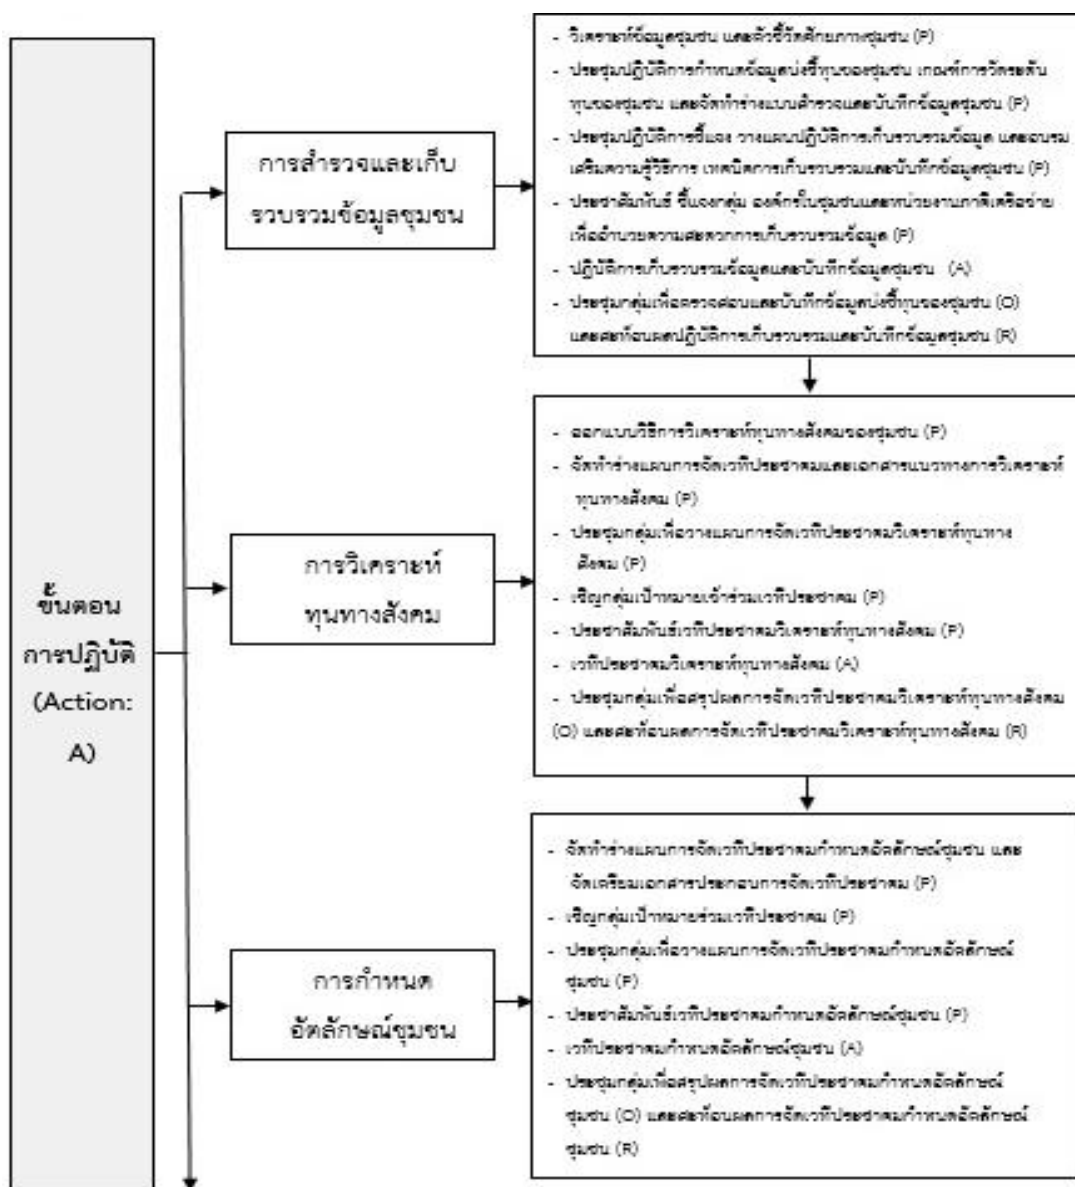 ขั้นตอน
การปฏิบัติ
(Action:
A)
การสำรวจและเก็บ
รวบรวมข้อมูลชุมชน
- วิเคราะห์ข้อมูลชุมชน และตัวชี้วัดศักยภาพชุมชน (P)
- ประชุมปฏิบัติการกำหนดข้อมูลบ่งชี้ทุนของชุมชน เกณฑ์การวัดระดับ
ทุนของชุมชน และจัดทำร่างแบบสำรวจและบันทึกข้อมูลชุมชน (P)
- ประชุมปฏิบัติการชี้แจง วางแผนปฏิบัติการเก็บรวบรวมข้อมูล และอบรม
เสริมความรู้วิธีการ เทคนิคการเก็บรวบรวมและบันทึกข้อมูลชุมชน (P)
- ประชาสัมพันธ์ ชี้แจงกลุ่ม องค์กรในชุมชนและหน่วยงานภาคีเครือข่าย
เพื่ออำนวยความสะดวกการเก็บรวบรวมข้อมูล (P)
- ปฏิบัติการเก็บรวบรวมข้อมูลและบันทึกข้อมูลชุมชน (A)
- ประชุมกลุ่มเพื่อตรวจสอบและบันทึกข้อมูลบ่งชี้ทุนของชุมชน (O)
และสะท้อนผลปฏิบัติการเก็บรวบรวมและบันทึกข้อมูลชุมชน (R)
การวิเคราะห์
ทุนทางสังคม
- ออกแบบวิธีการวิเคราะห์ทุนทางสังคมของชุมชน (P)
- จัดทำร่างแผนการจัดเวทีประชาคมและเอกสารแนวทางการวิเคราะห์
ทุนทางสังคม (P)
- ประชุมกลุ่มเพื่อวางแผนการจัดเวทีประชาคมวิเคราะห์ทุนทาง
สังคม (P)
- เชิญกลุ่มเป้าหมายเข้าร่วมเวทีประชาคม (P)
- ประชาสัมพันธ์เวทีประชาคมวิเคราะห์ทุนทางสังคม (P)
- เวทีประชาคมวิเคราะห์ทุนทางสังคม (A)
- ประชุมกลุ่มเพื่อสรุปผลการจัดเวทีประชาคมวิเคราะห์ทุนทางสังคม
(O) และสะท้อนผลการจัดเวทีประชาคมวิเคราะห์ทุนทางสังคม (R)
การกำหนด
อัตลักษณ์ชุมชน
- จัดทำร่างแผนการจัดเวทีประชาคมกำหนดอัตลักษณ์ชุมชน และ
จัดเตรียมเอกสารประกอบการจัดเวทีประชาคม (P)
- เชิญกลุ่มเป้าหมายร่วมเวทีประชาคม (P)
- ประชุมกลุ่มเพื่อวางแผนการจัดเวทีประชาคมกำหนดอัตลักษณ์
ชุมชน (P)
- ประชาสัมพันธ์เวทีประชาคมกำหนดอัตลักษณ์ชุมชน (P)
- เวทีประชาคมกำหนดอัตลักษณ์ชุมชน (A)
- ประชุมกลุ่มเพื่อสรุปผลการจัดเวทีประชาคมกำหนดอัตลักษณ์
ชุมชน (O) และสะท้อนผลการจัดเวทีประชาคมกำหนดอัตลักษณ์
ชุมชน (R)